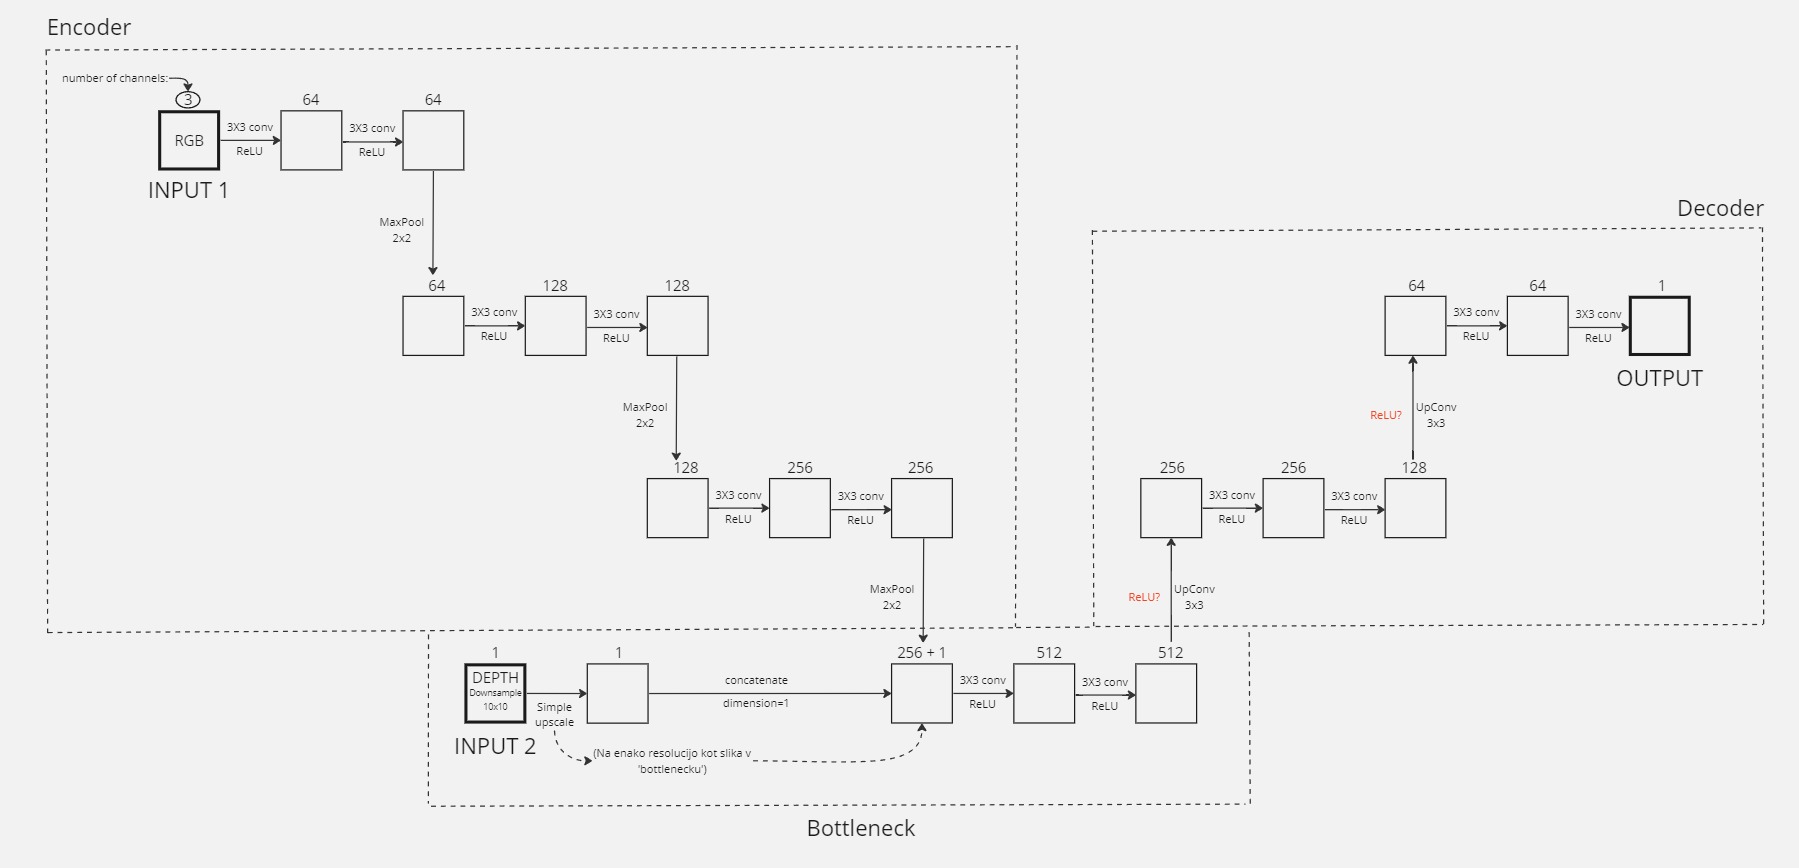 Encoder
number of channels:
3
64
64
RGB
3X3 conv
ReLU
3X3 conv
ReLU
INPUT 1
MaxPool
2x2
64
128
128
3X3 conv
ReLU
3X3 conv
ReLU
MaxPool
2x2
128
256
256
3X3 conv
ReLU
3X3 conv
ReLU
MaxPool
2x2
Decoder
64
64
1
3X3 conv
ReLU
3X3 conv
ReLU
OUTPUT
ReLU?
UpConv
3x3
256
256
128
3X3 conv
ReLU
3X3 conv
ReLU
ReLU?
UpConv
3x3
1
1
256 + 1
512
512
DEPTH
Downsample
10x10
INPUT 2
Simple
upscale
concatenate
dimension=1
3X3 conv
ReLU
3X3 conv
ReLU
(Na enako resolucijo kot slika v
'bottlenecku')
Bottleneck